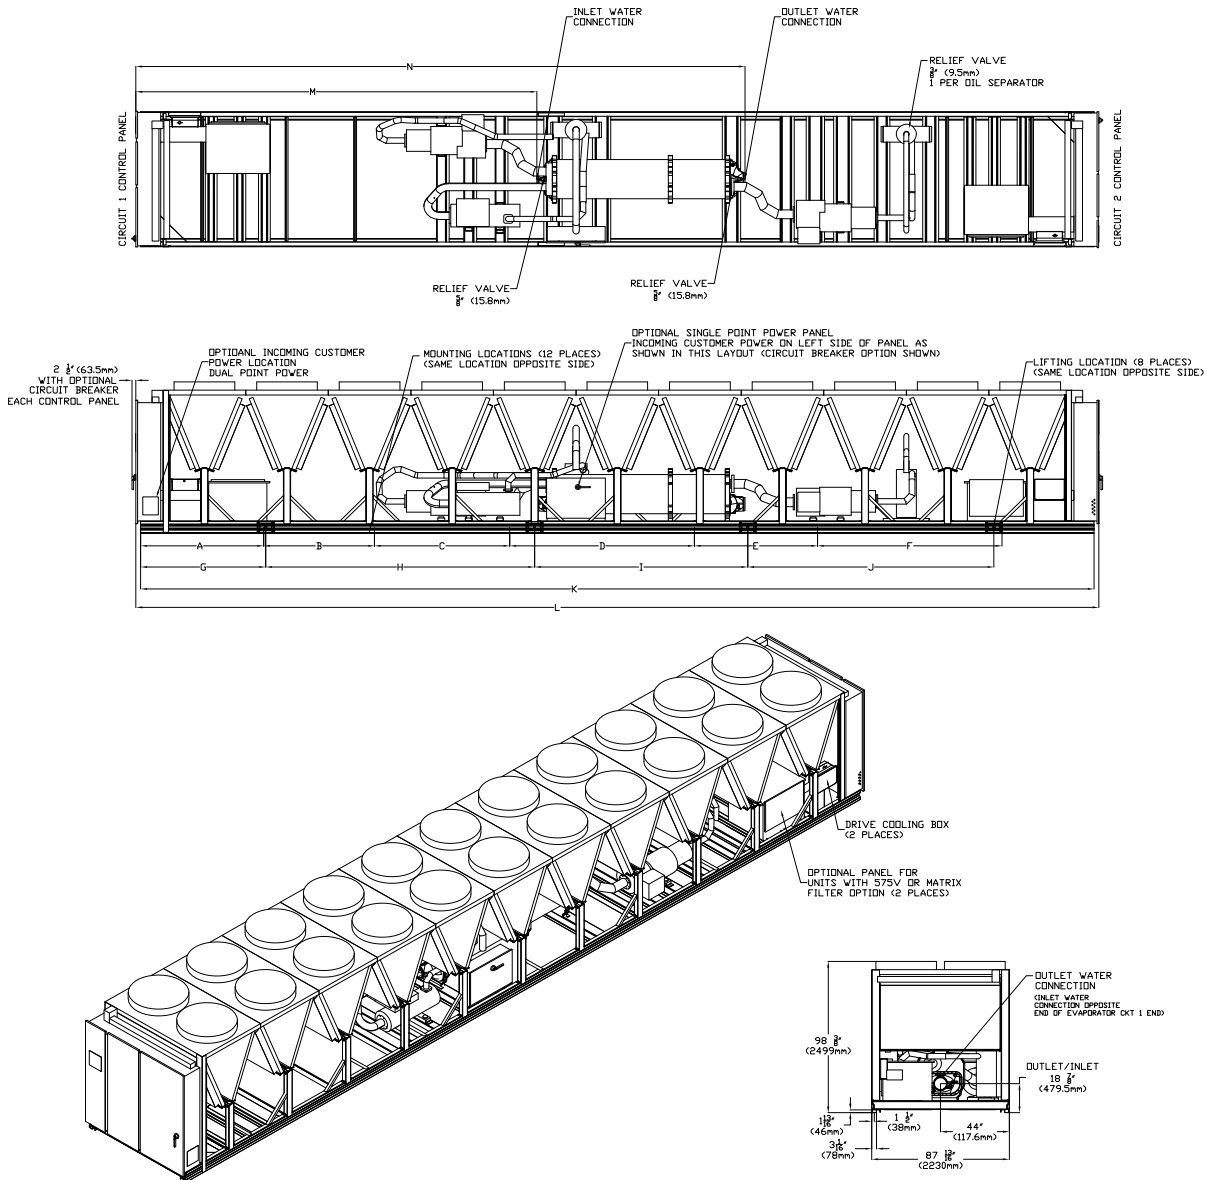 INLET WATER
CONNECTION
OUTLET WATER
CONNECTION
RELIEF VALVE
3/8" (9.5mm)
1 PER OIL SEPARATOR
N
M
CIRCUIT 1 CONTROL PANEL
CIRCUIT 2 CONTROL PANEL
RELIEF VALVE
5/8" (15.8mm)
RELIEF VALVE
5/8" (15.8mm)
OPTIONAL SINGLE POINT POWER PANEL
INCOMING CUSTOMER POWER ON LEFT SIDE OF PANEL AS
SHOWN IN THIS LAYOUT (CIRCUIT BREAKER OPTION SHOWN)
OPTIOANL INCOMING CUSTOMER
POWER LOCATION
DUAL POINT POWER
MOUNTING LOCATIONS (12 PLACES)
(SAME LOCATION OPPOSITE SIDE)
LIFTING LOCATION (8 PLACES)
(SAME LOCATION OPPOSITE SIDE)
2 1/2" (63.5mm)
WITH OPTIONAL
CIRCUIT BREAKER
EACH CONTROL PANEL
A
B
C
D
E
F
G
H
I
J
K
L
DRIVE COOLING BOX
(2 PLACES)
OPTIONAL PANEL FOR
UNITS WITH 575V OR MATRIX
FILTER OPTION (2 PLACES)
OUTLET WATER
CONNECTION
(INLET WATER
CONNECTION OPPOSITE
END OF EVAPORATOR CKT 1 END)
98 3/8"
(2499mm)
OUTLET/INLET
18 7/8"
(479.5mm)
1 13/16"
(46mm)
1 1/2"
(38mm)
44"
(117.6mm)
3 1/16"
(78mm)
87 13/16"
(2230mm)